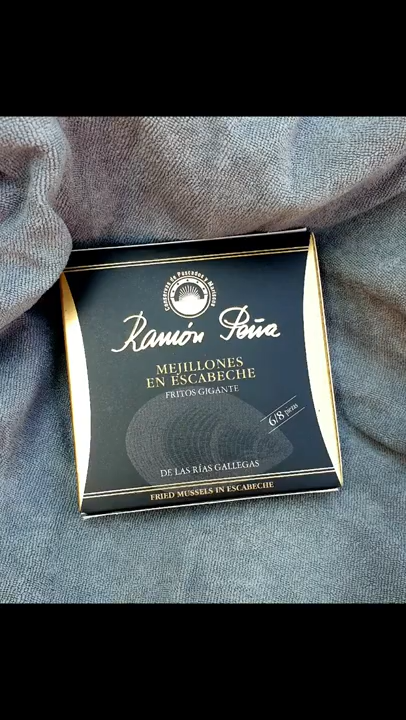 Conservas de Pescados y Mariscos
Ramón Peña
MEJILLONES
EN ESCABECHE
FRITOS GIGANTE
6/8 piezas
DE LAS RÍAS GALLEGAS
FRIED MUSSELS IN ESCABECHE